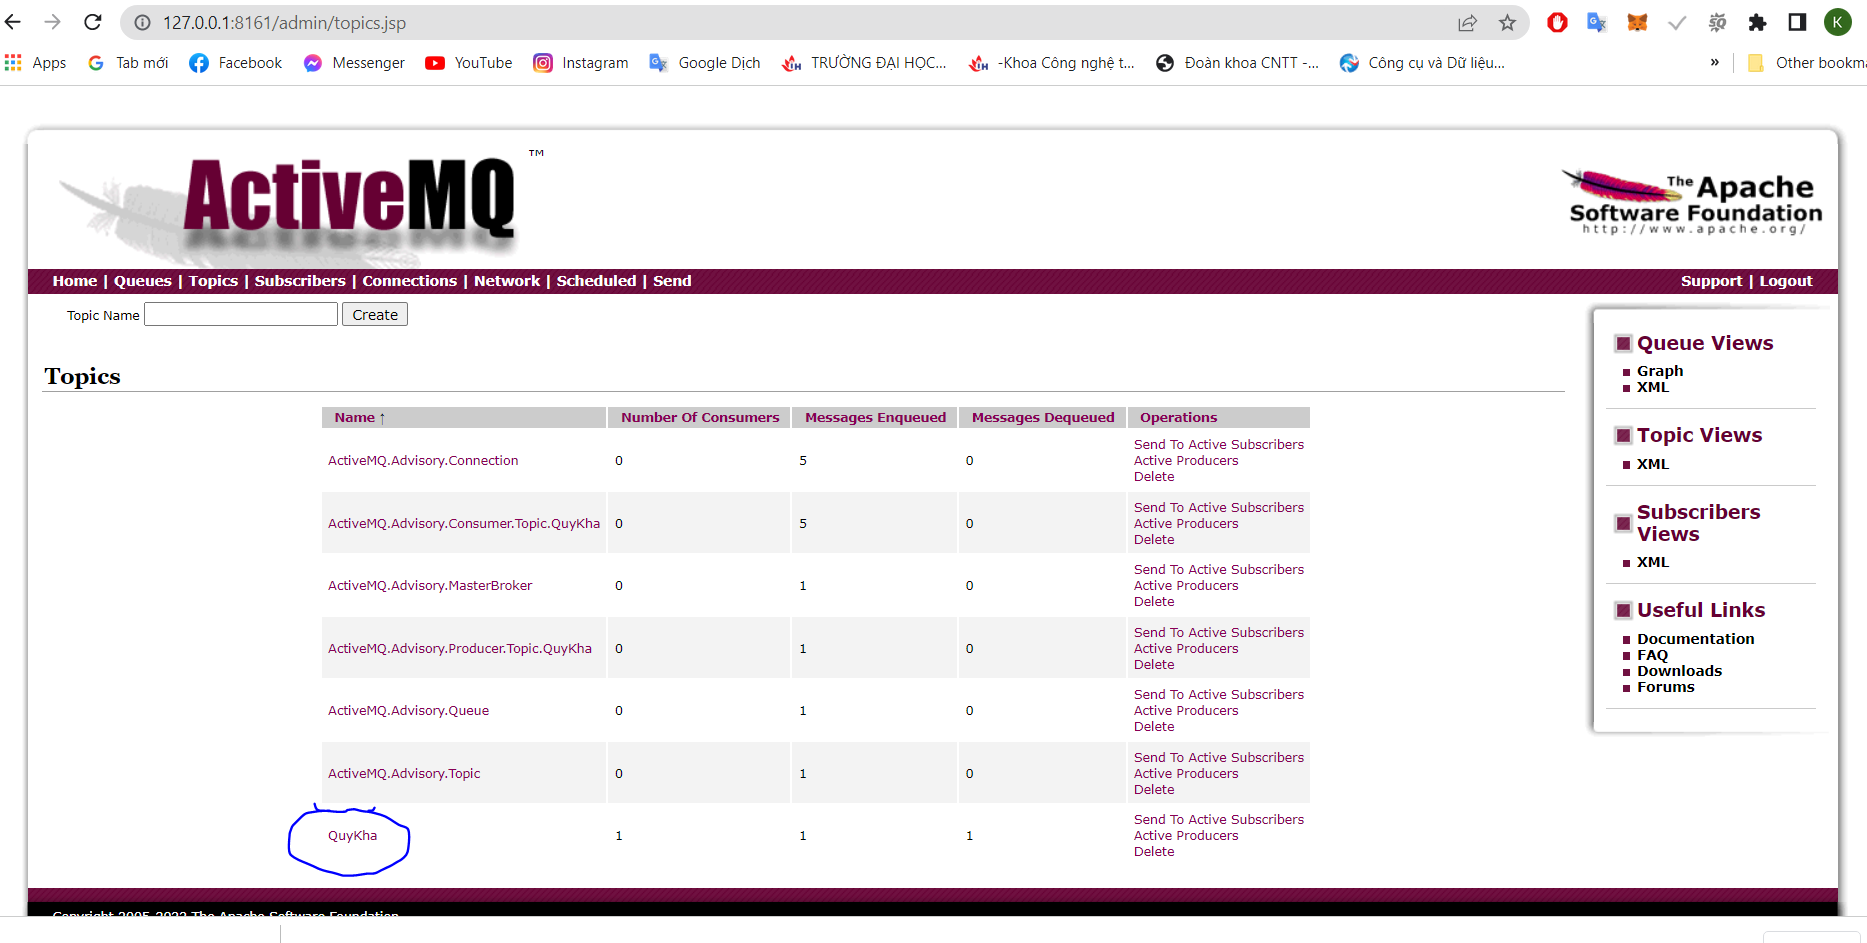 127.0.0.1:8161/admin/topics.jsp
K
Apps Tab mới Facebook Messenger YouTube Instagram Google Dịch TRƯỜNG ĐẠI HỌC... -Khoa Công nghệ t... Đoàn khoa CNTT -... Công cụ và Dữ liệu... » Other bookma
ActiveMQ™
The Apache
Software Foundation
http://www.apache.org/
Home | Queues | Topics | Subscribers | Connections | Network | Scheduled | Send
Support | Logout
Topic Name Create
Topics
Name ↑ Number Of Consumers Messages Enqueued Messages Dequeued Operations
ActiveMQ.Advisory.Connection 0 5 0 Send To Active Subscribers
Active Producers
Delete
ActiveMQ.Advisory.Consumer.Topic.QuyKha 0 5 0 Send To Active Subscribers
Active Producers
Delete
ActiveMQ.Advisory.MasterBroker 0 1 0 Send To Active Subscribers
Active Producers
Delete
ActiveMQ.Advisory.Producer.Topic.QuyKha 0 1 0 Send To Active Subscribers
Active Producers
Delete
ActiveMQ.Advisory.Queue 0 1 0 Send To Active Subscribers
Active Producers
Delete
ActiveMQ.Advisory.Topic 0 1 0 Send To Active Subscribers
Active Producers
Delete
QuyKha 1 1 1 Send To Active Subscribers
Active Producers
Delete
Queue Views
Graph
XML
Topic Views
XML
Subscribers
Views
XML
Useful Links
Documentation
FAQ
Downloads
Forums
Copyright 2005-2022 The Apache Software Foundation